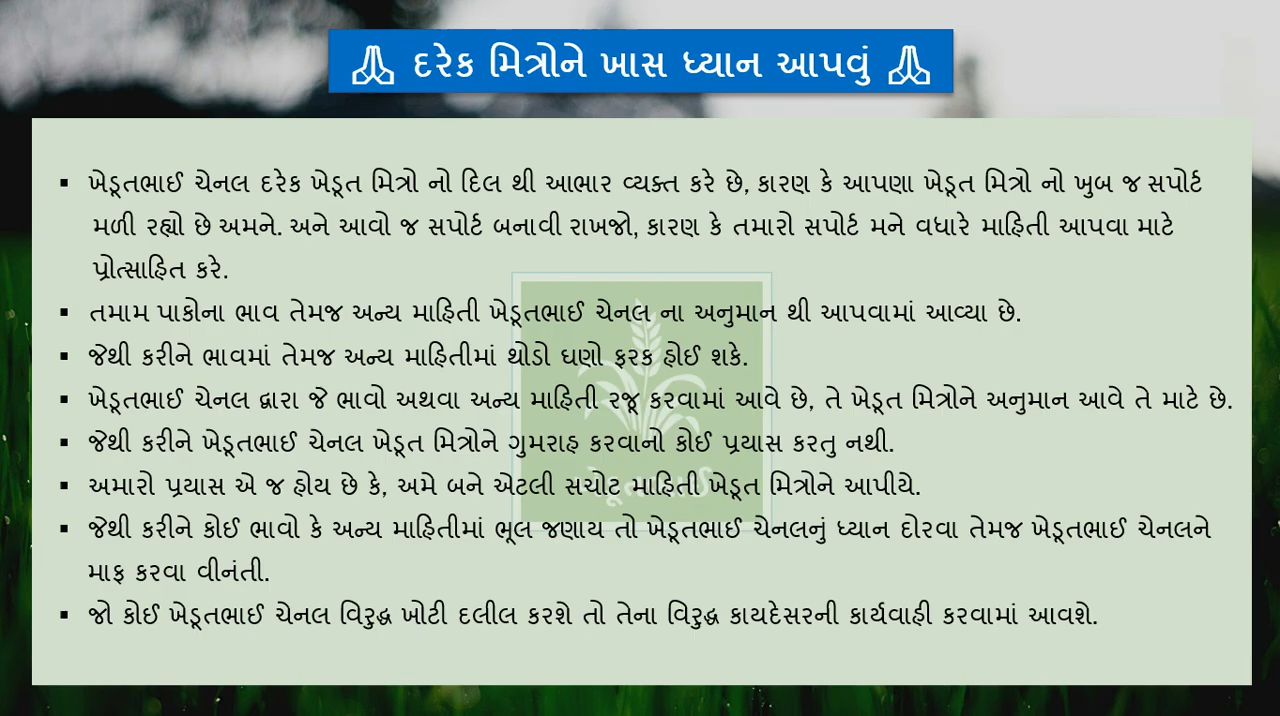 🙏 દરેક મિત્રોને ખાસ ધ્યાન આપવું 🙏
▪ ખેડૂતભાઈ ચેનલ દરેક ખેડૂત મિત્રો નો દિલ થી આભાર વ્યક્ત કરે છે, કારણ કે આપણા ખેડૂત મિત્રો નો ખુબ જ સપોર્ટ
મળી રહ્યો છે અમને. અને આવો જ સપોર્ટ બનાવી રાખજો, કારણ કે તમારો સપોર્ટ મને વધારે માહિતી આપવા માટે
પ્રોત્સાહિત કરે.
▪ તમામ પાકોના ભાવ તેમજ અન્ય માહિતી ખેડૂતભાઈ ચેનલ ના અનુમાન થી આપવામાં આવ્યા છે.
▪ જેથી કરીને ભાવમાં તેમજ અન્ય માહિતીમાં થોડો ઘણો ફરક હોઈ શકે.
▪ ખેડૂતભાઈ ચેનલ દ્વારા જે ભાવો અથવા અન્ય માહિતી રજૂ કરવામાં આવે છે, તે ખેડૂત મિત્રોને અનુમાન આવે તે માટે છે.
▪ જેથી કરીને ખેડૂતભાઈ ચેનલ ખેડૂત મિત્રોને ગુમરાહ કરવાનો કોઈ પ્રયાસ કરતુ નથી.
▪ અમારો પ્રયાસ એ જ હોય છે કે, અમે બને એટલી સચોટ માહિતી ખેડૂત મિત્રોને આપીયે.
▪ જેથી કરીને કોઈ ભાવો કે અન્ય માહિતીમાં ભૂલ જણાય તો ખેડૂતભાઈ ચેનલનું ધ્યાન દોરવા તેમજ ખેડૂતભાઈ ચેનલને
માફ કરવા વીનંતી.
▪ જો કોઈ ખેડૂતભાઈ ચેનલ વિરુદ્ધ ખોટી દલીલ કરશે તો તેના વિરુદ્ધ કાયદેસરની કાર્યવાહી કરવામાં આવશે.